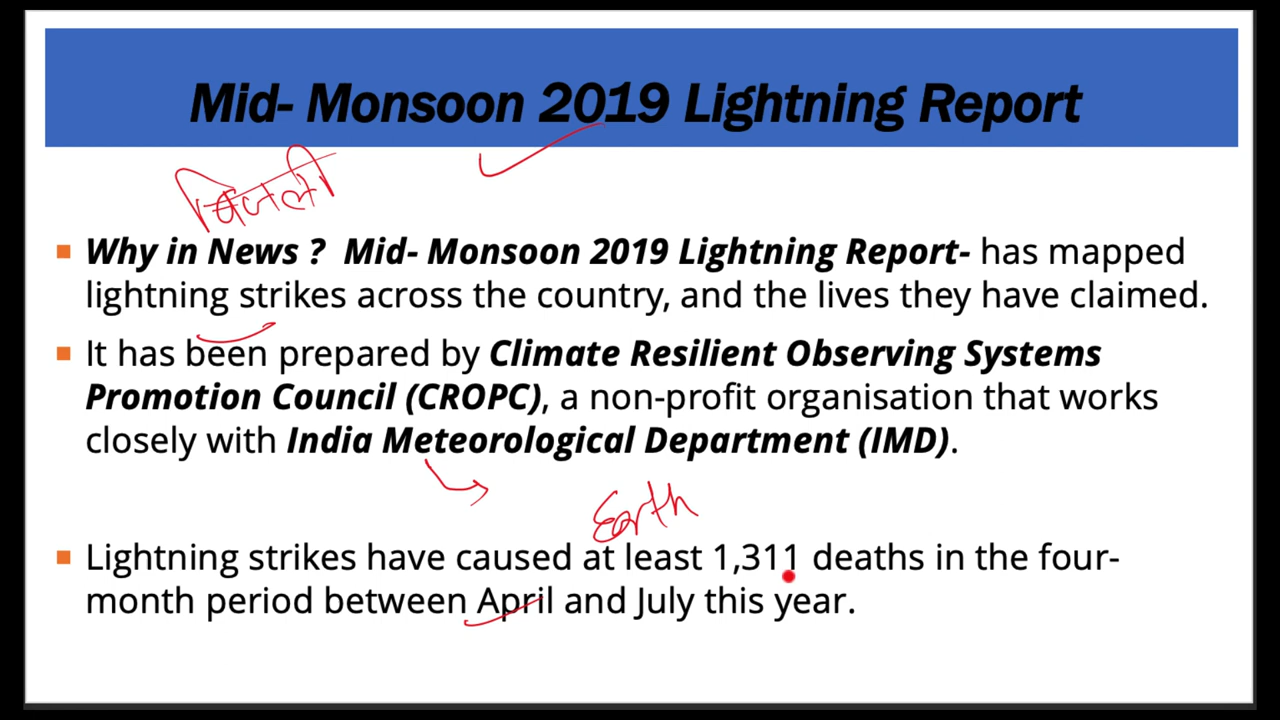 Mid- Monsoon 2019 Lightning Report
बिजली
Why in News ? Mid- Monsoon 2019 Lightning Report- has mapped
lightning strikes across the country, and the lives they have claimed.
It has been prepared by Climate Resilient Observing Systems
Promotion Council (CROPC), a non-profit organisation that works
closely with India Meteorological Department (IMD).
Earth
Lightning strikes have caused at least 1,311 deaths in the four-
month period between April and July this year.